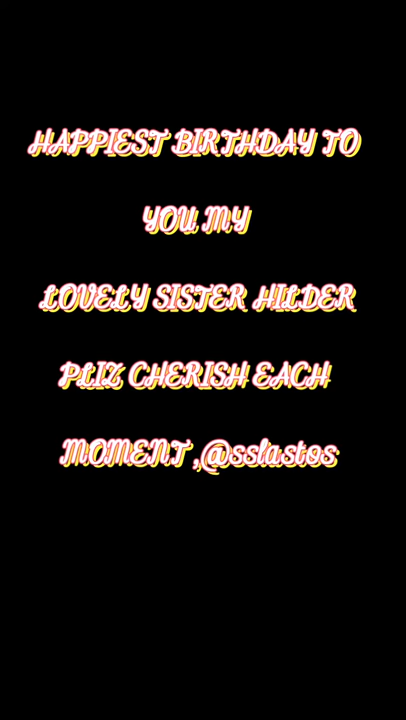 HAPPIEST BIRTHDAY TO
YOU MY
LOVELY SISTER HILDER
PLIZ CHERISH EACH
MOMENT ,@sslastos